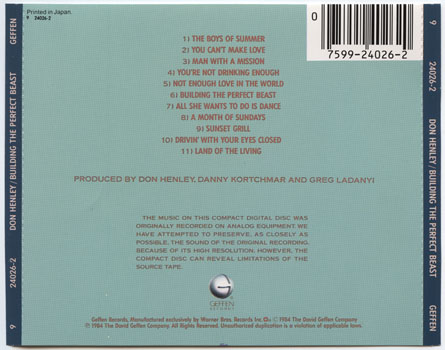 Printed in Japan.
9 24026-2
0
7599-24026-2
GEFFEN
DON HENLEY/BUILDING THE PERFECT BEAST
24026-2
9
1) THE BOYS OF SUMMER
2) YOU CAN'T MAKE LOVE
3) MAN WITH A MISSION
4) YOU'RE NOT DRINKING ENOUGH
5) NOT ENOUGH LOVE IN THE WORLD
6) BUILDING THE PERFECT BEAST
7) ALL SHE WANTS TO DO IS DANCE
8) A MONTH OF SUNDAYS
9) SUNSET GRILL
10) DRIVIN' WITH YOUR EYES CLOSED
11) LAND OF THE LIVING
PRODUCED BY DON HENLEY, DANNY KORTCHMAR AND GREG LADANYI
THE MUSIC ON THIS COMPACT DIGITAL DISC WAS
ORIGINALLY RECORDED ON ANALOG EQUIPMENT. WE
HAVE ATTEMPTED TO PRESERVE, AS CLOSELY AS
POSSIBLE, THE SOUND OF THE ORIGINAL RECORDING.
BECAUSE OF ITS HIGH RESOLUTION, HOWEVER, THE
COMPACT DISC CAN REVEAL LIMITATIONS OF THE
SOURCE TAPE.
G
GEFFEN
RECORDS
Geffen Records, Manufactured exclusively by Warner Bros. Records Inc. © 1984 The David Geffen Company
℗ 1984 The David Geffen Company. All Rights Reserved. Unauthorized duplication is a violation of applicable laws.
9
24026-2
DON HENLEY/BUILDING THE PERFECT BEAST
GEFFEN